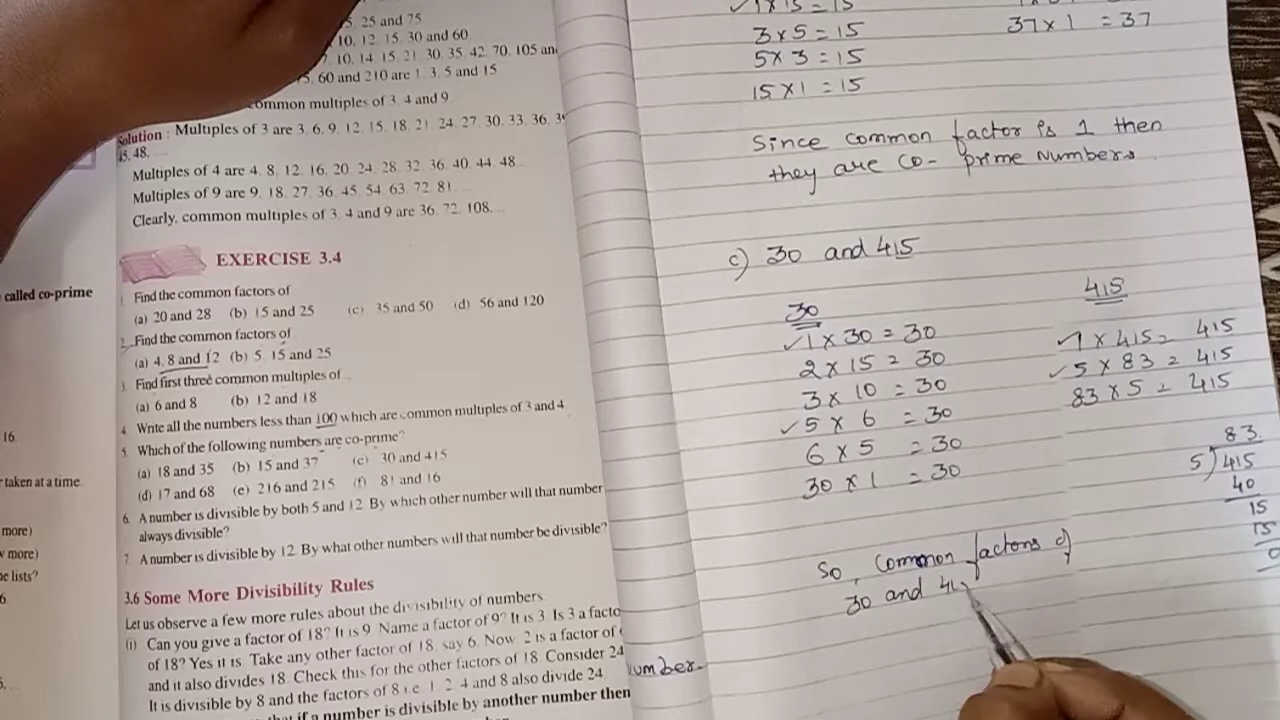 25 and 75
10, 12, 15, 30 and 60
10, 14, 15, 21, 30, 35, 42, 70, 105 an
60 and 210 are 1, 3, 5 and 15
common multiples of 3, 4 and 9
Solution : Multiples of 3 are 3, 6, 9, 12, 15, 18, 21, 24, 27, 30, 33, 36, 3
45, 48,
Multiples of 4 are 4, 8, 12, 16, 20, 24, 28, 32, 36, 40, 44, 48...
Multiples of 9 are 9, 18, 27, 36, 45, 54, 63, 72, 81
Clearly, common multiples of 3, 4 and 9 are 36, 72, 108...
EXERCISE 3.4
1. Find the common factors of
(a) 20 and 28 (b) 15 and 25 (c) 35 and 50 (d) 56 and 120
2. Find the common factors of
(a) 4, 8 and 12 (b) 5, 15 and 25
3. Find first three common multiples of
(a) 6 and 8 (b) 12 and 18
4. Write all the numbers less than 100 which are common multiples of 3 and 4
5. Which of the following numbers are co-prime?
(a) 18 and 35 (b) 15 and 37 (c) 30 and 415
(d) 17 and 68 (e) 216 and 215 (f) 81 and 16
6. A number is divisible by both 5 and 12. By which other number will that number
always divisible?
7. A number is divisible by 12. By what other numbers will that number be divisible?
3.6 Some More Divisibility Rules
Let us observe a few more rules about the divisibility of numbers
(i) Can you give a factor of 18? It is 9. Name a factor of 9? It is 3. Is 3 a facto
of 18? Yes it is. Take any other factor of 18, say 6. Now, 2 is a factor of
and it also divides 18. Check this for the other factors of 18. Consider 24
It is divisible by 8 and the factors of 8 i.e. 1, 2, 4 and 8 also divide 24
if a number is divisible by another number then
called co-prime
16.
taken at a time
more)
more)
lists?
6
1 x 15 = 15
3 x 5 = 15
5 x 3 = 15
15 x 1 = 15
37 x 1 = 37
Since common factor is 1 then
they are co- prime Numbers
c) 30 and 415
30
✓1 x 30 = 30
2 x 15 = 30
3 x 10 = 30
✓5 x 6 = 30
6 x 5 = 30
30 x 1 = 30
415
✓1 x 415 = 415
✓5 x 83 = 415
83 x 5 = 415
83
5)415
40
15
15
0
So, Common factors of
30 and 41
umber